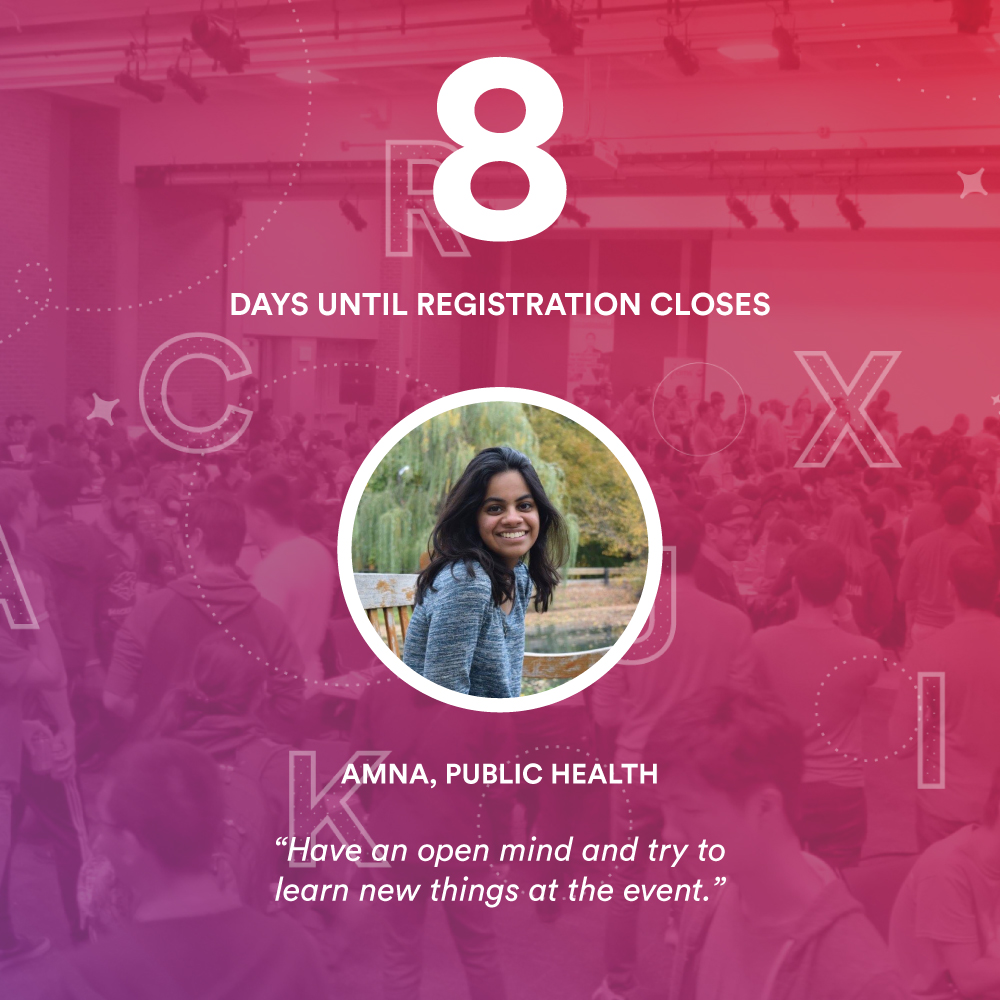 8
R
DAYS UNTIL REGISTRATION CLOSES
C
X
A
U
I
K
AMNA, PUBLIC HEALTH
“Have an open mind and try to
learn new things at the event.”